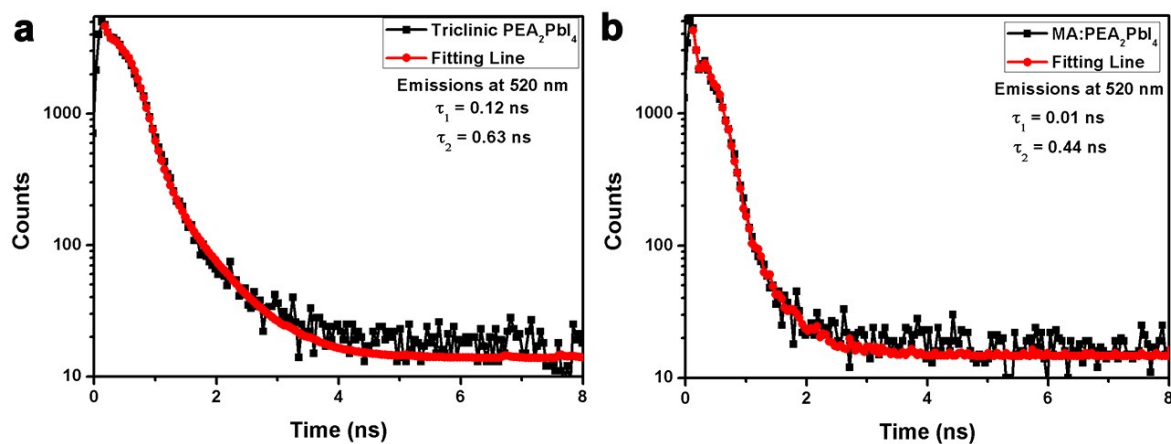 a
Triclinic PEA₂PbI₄
Fitting Line
Emissions at 520 nm
τ₁ = 0.12 ns
τ₂ = 0.63 ns
1000
100
10
Counts
0 2 4 6 8
Time (ns)
b
MA:PEA₂PbI₄
Fitting Line
Emissions at 520 nm
τ₁ = 0.01 ns
τ₂ = 0.44 ns
1000
100
10
Counts
0 2 4 6 8
Time (ns)